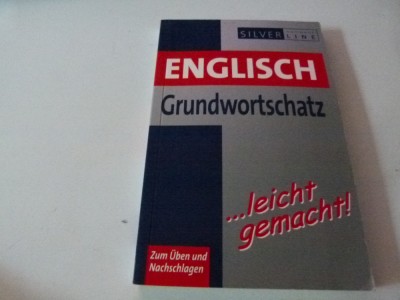 SILVER LINE
ENGLISCH
Grundwortschatz
...leicht
gemacht!
Zum Üben und
Nachschlagen